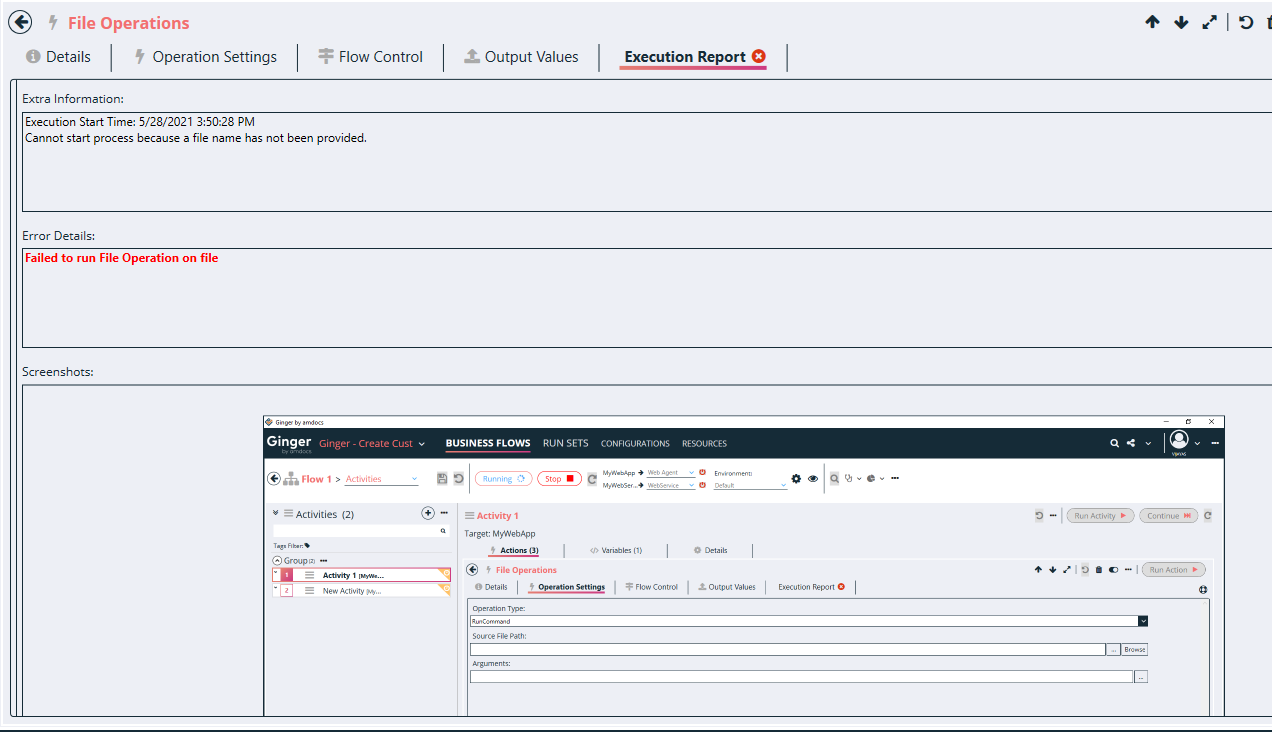 File Operations
Details
Operation Settings
Flow Control
Output Values
Execution Report
Extra Information:
Execution Start Time: 5/28/2021 3:50:28 PM
Cannot start process because a file name has not been provided.
Error Details:
Failed to run File Operation on file
Screenshots:
Ginger by amdocs
Ginger
by amdocs
Ginger - Create Cust
BUSINESS FLOWS
RUN SETS
CONFIGURATIONS
RESOURCES
Flow 1 > Activities
Running
Stop
MyWebApp
Web Agent
Environment:
MyWebSer...
WebService
Default
Activities (2)
Tags Filter:
Group(2)
1
Activity 1 [MyWe...
2
New Activity [My...
Activity 1
Run Activity
Continue
Target: MyWebApp
Actions (3)
Variables (1)
Details
File Operations
Run Action
Details
Operation Settings
Flow Control
Output Values
Execution Report
Operation Type:
RunCommand
Source File Path:
...
Browse
Arguments:
...